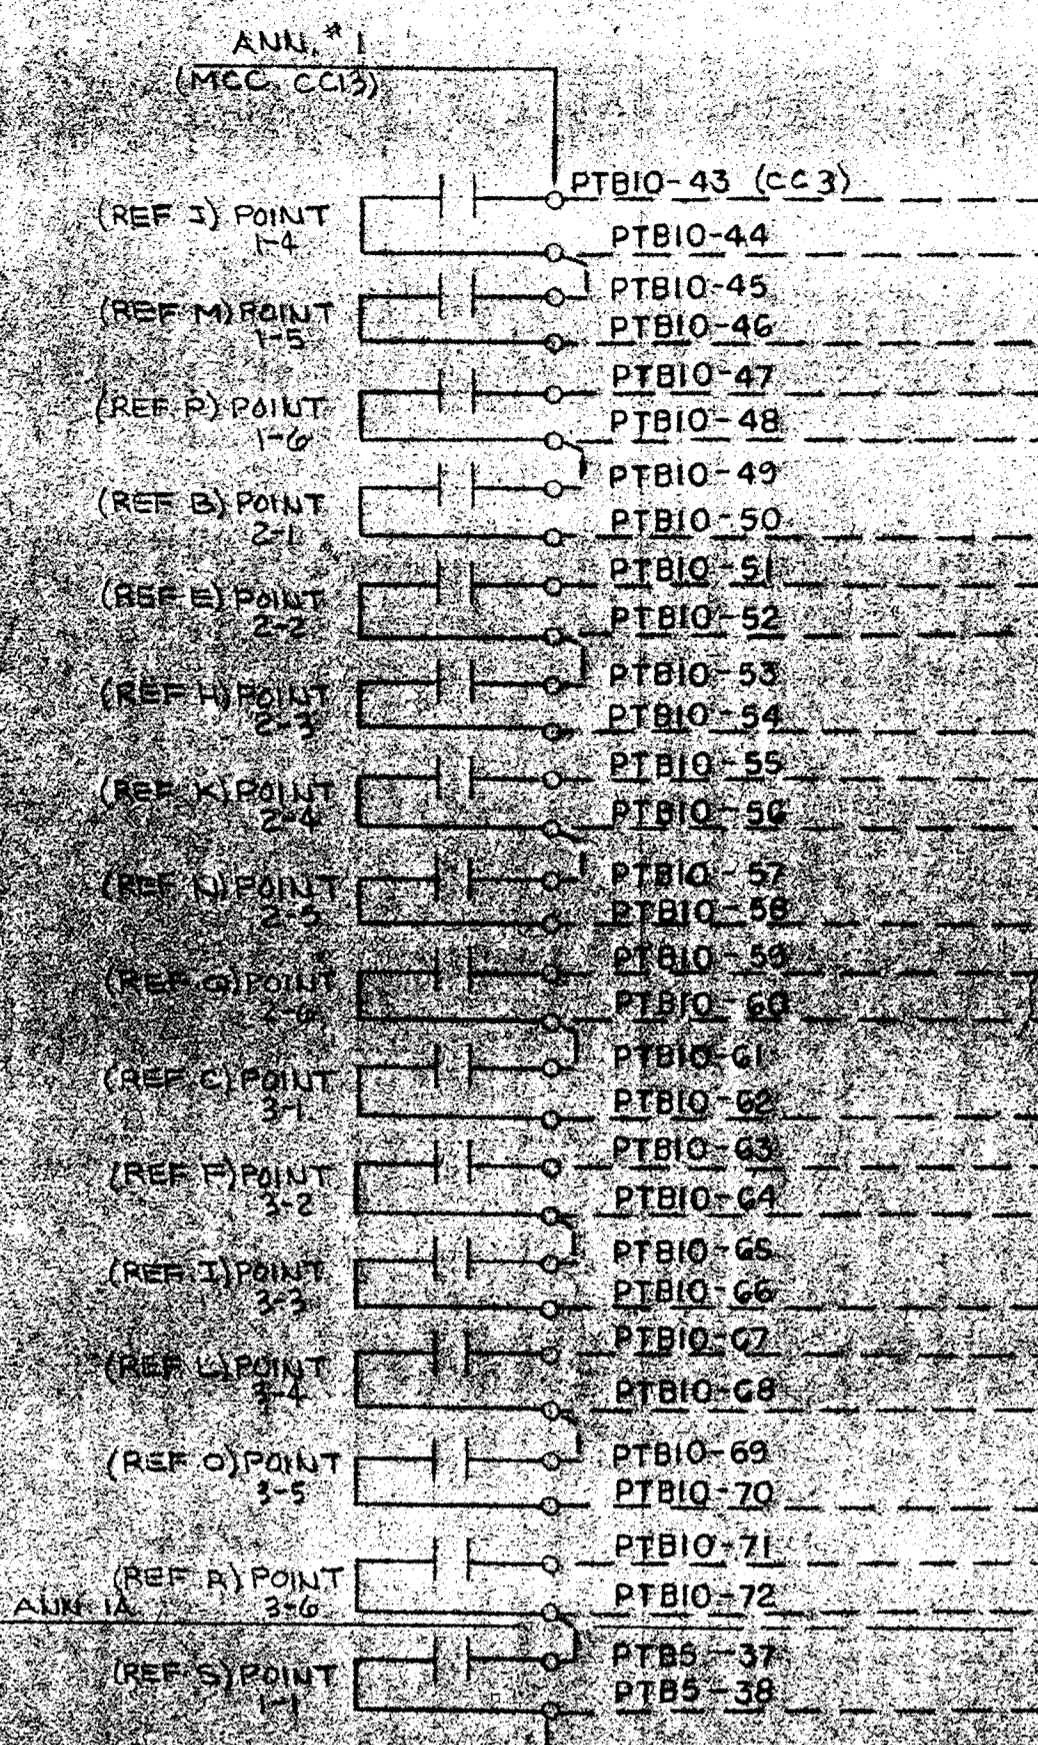 ANN. #1
(MCC CC13)
PTB10-43 (CC3)
(REF J) POINT
1-4
PTB10-44
PTB10-45
(REF M) POINT
1-5
PTB10-46
PTB10-47
(REF P) POINT
1-6
PTB10-48
PTB10-49
(REF B) POINT
2-1
PTB10-50
PTB10-51
(REF E) POINT
2-2
PTB10-52
PTB10-53
(REF H) POINT
2-3
PTB10-54
PTB10-55
(REF K) POINT
2-4
PTB10-56
PTB10-57
(REF N) POINT
2-5
PTB10-58
PTB10-59
(REF Q) POINT
2-6
PTB10-60
PTB10-61
(REF C) POINT
3-1
PTB10-62
PTB10-63
(REF F) POINT
3-2
PTB10-64
PTB10-65
(REF I) POINT
3-3
PTB10-66
PTB10-67
(REF L) POINT
3-4
PTB10-68
PTB10-69
(REF O) POINT
3-5
PTB10-70
PTB10-71
(REF R) POINT
3-6
PTB10-72
ANN 1A
PTB5-37
(REF S) POINT
1-1
PTB5-38